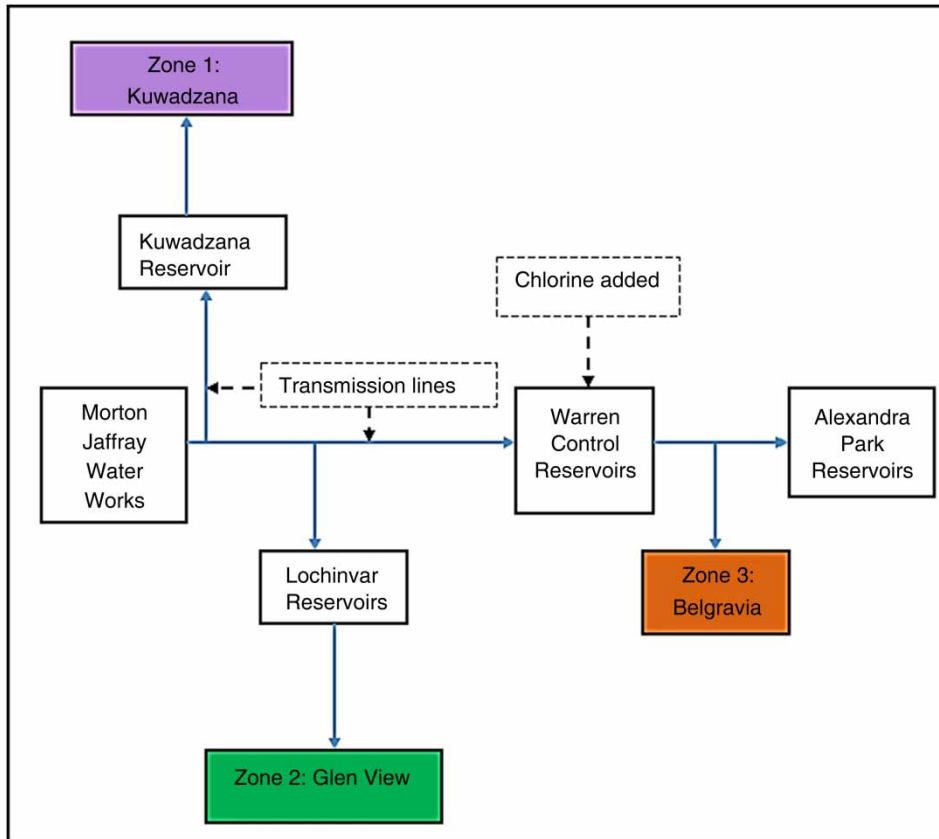 Zone 1:
Kuwadzana
Kuwadzana
Reservoir
Chlorine added
Transmission lines
Morton
Jaffray
Water
Works
Warren
Control
Reservoirs
Alexandra
Park
Reservoirs
Lochinvar
Reservoirs
Zone 3:
Belgravia
Zone 2: Glen View